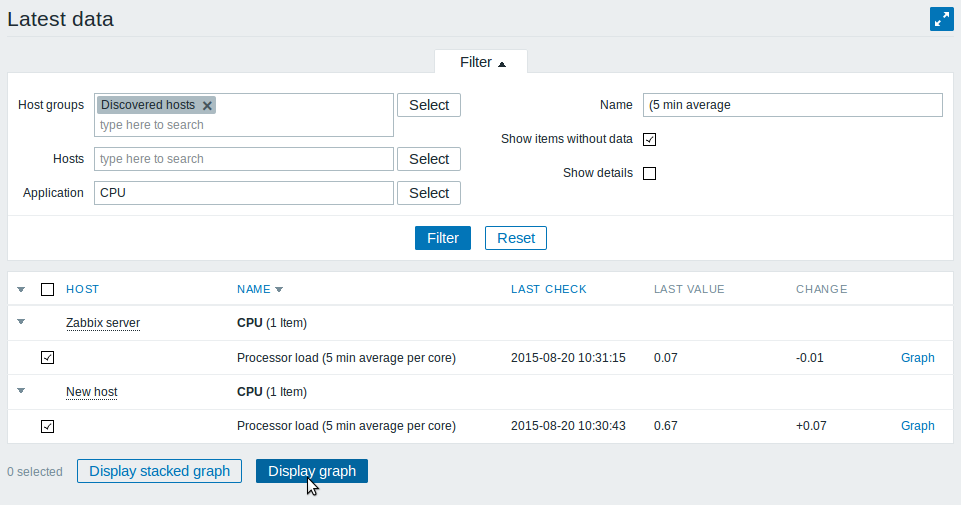 Latest data
Filter
Host groups Discovered hosts Select Name (5 min average
type here to search
Show items without data
Hosts type here to search Select
Show details
Application CPU Select
Filter Reset
HOST NAME LAST CHECK LAST VALUE CHANGE
Zabbix server CPU (1 Item)
Processor load (5 min average per core) 2015-08-20 10:31:15 0.07 -0.01 Graph
New host CPU (1 Item)
Processor load (5 min average per core) 2015-08-20 10:30:43 0.67 +0.07 Graph
0 selected Display stacked graph Display graph